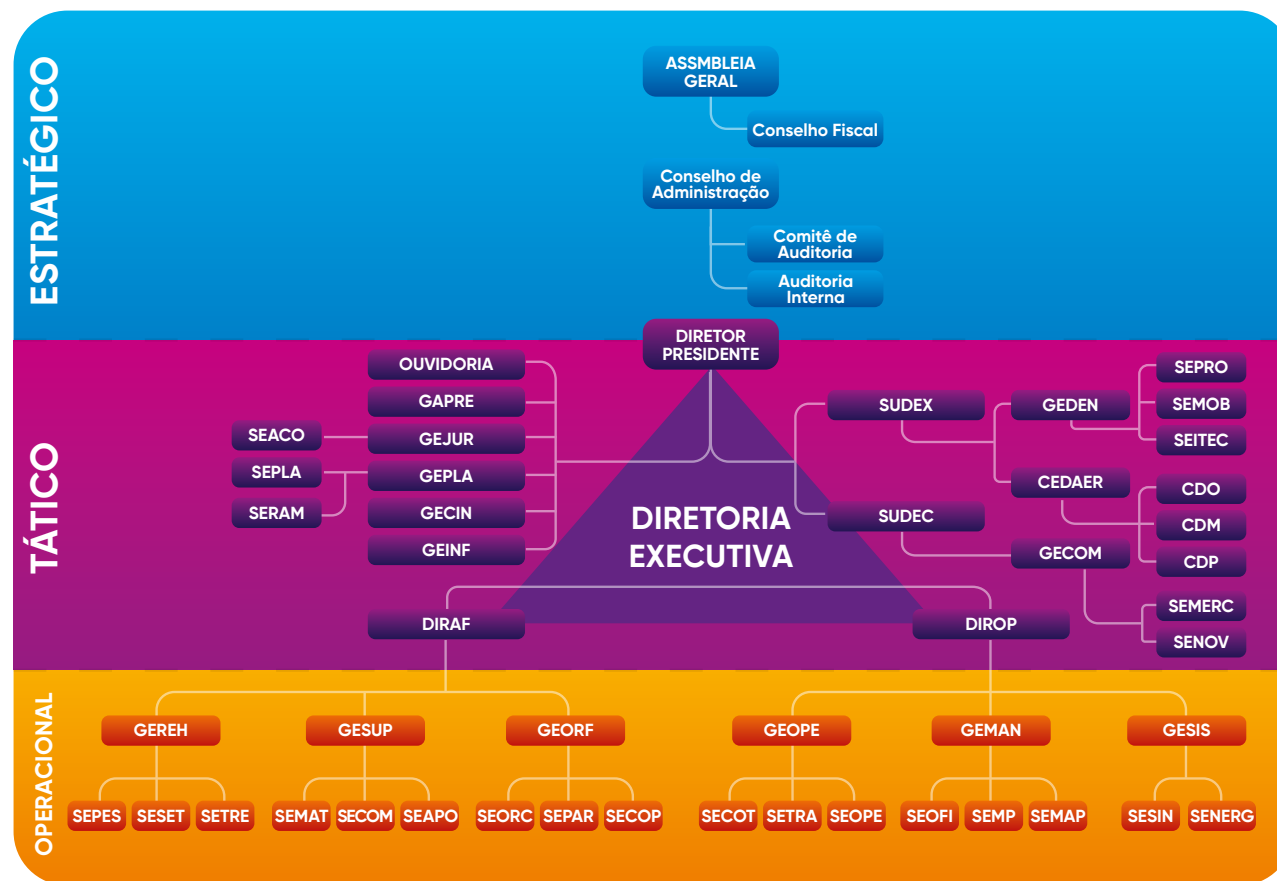 ESTRATÉGICO
ASSMBLEIA
GERAL
Conselho Fiscal
Conselho de
Administração
Comitê de
Auditoria
Auditoria
Interna
TÁTICO
DIRETOR
PRESIDENTE
OUVIDORIA
GAPRE
SEACO
GEJUR
SEPLA
GEPLA
SERAM
GECIN
GEINF
DIRETORIA
EXECUTIVA
SUDEX
GEDEN
SEPRO
SEMOB
SEITEC
CEDAER
CDO
CDM
CDP
SUDEC
GECOM
SEMERC
SENOV
DIRAF
DIROP
OPERACIONAL
GEREH
GESUP
GEORF
GEOPE
GEMAN
GESIS
SEPES
SESET
SETRE
SEMAT
SECOM
SEAPO
SEORC
SEPAR
SECOP
SECOT
SETRA
SEOPE
SEOFI
SEMP
SEMAP
SESIN
SENERG